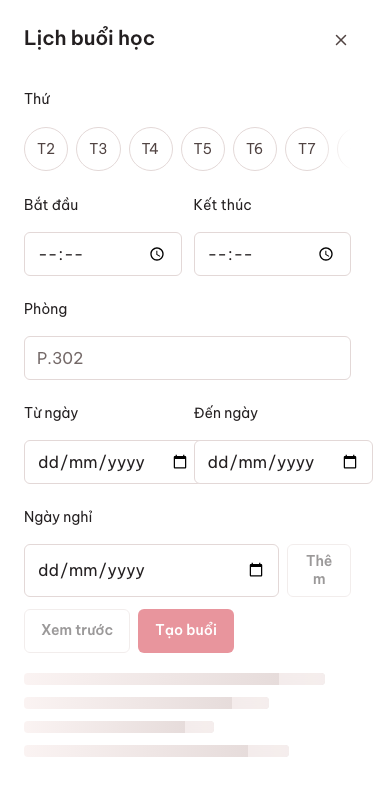 Lịch buổi học
Thứ
T2 T3 T4 T5 T6 T7
Bắt đầu Kết thúc
--:-- --:--
Phòng
P.302
Từ ngày Đến ngày
dd/mm/yyyy dd/mm/yyyy
Ngày nghỉ
dd/mm/yyyy Thê
m
Xem trước Tạo buổi